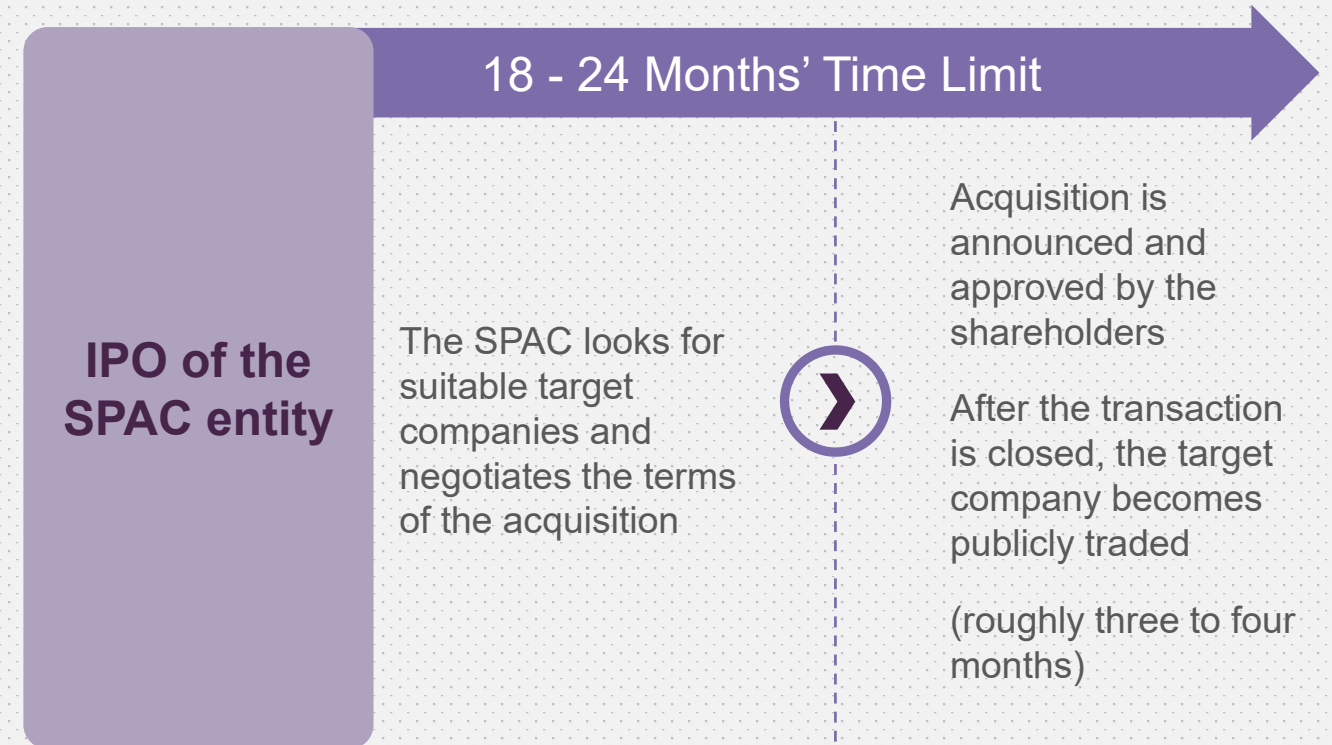 18 - 24 Months’ Time Limit
IPO of the
SPAC entity
The SPAC looks for
suitable target
companies and
negotiates the terms
of the acquisition
Acquisition is
announced and
approved by the
shareholders
After the transaction
is closed, the target
company becomes
publicly traded
(roughly three to four
months)